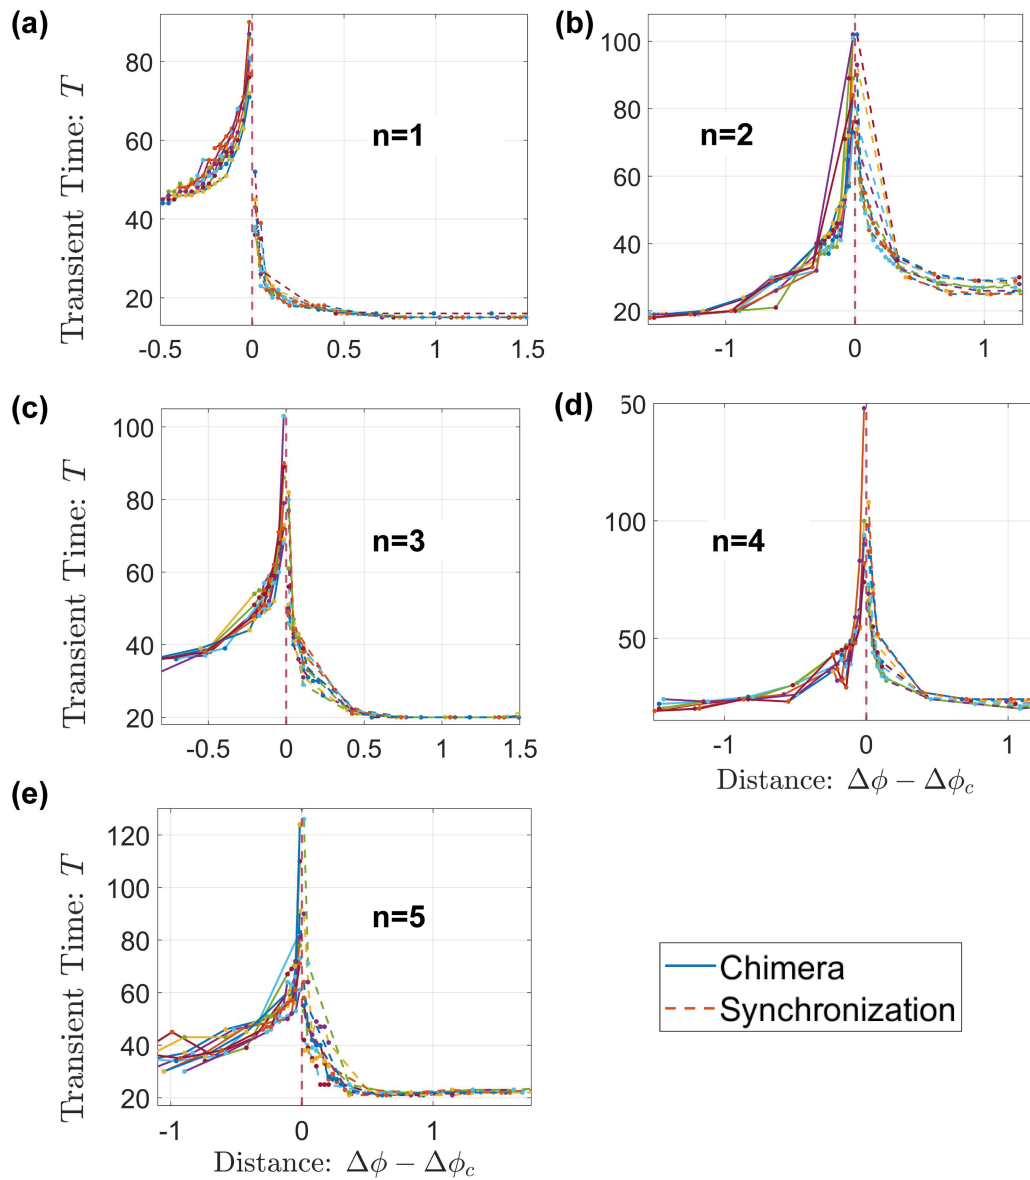 (a)
Transient Time: T
80
60
40
20
n=1
-0.5
0
0.5
1
1.5
(b)
100
80
60
40
20
n=2
-1
0
1
(c)
Transient Time: T
100
80
60
40
20
n=3
-0.5
0
0.5
1
1.5
(d)
50
100
50
n=4
-1
0
1
Distance: Δϕ − Δϕc
(e)
Transient Time: T
120
100
80
60
40
20
n=5
-1
0
1
Distance: Δϕ − Δϕc
Chimera
Synchronization